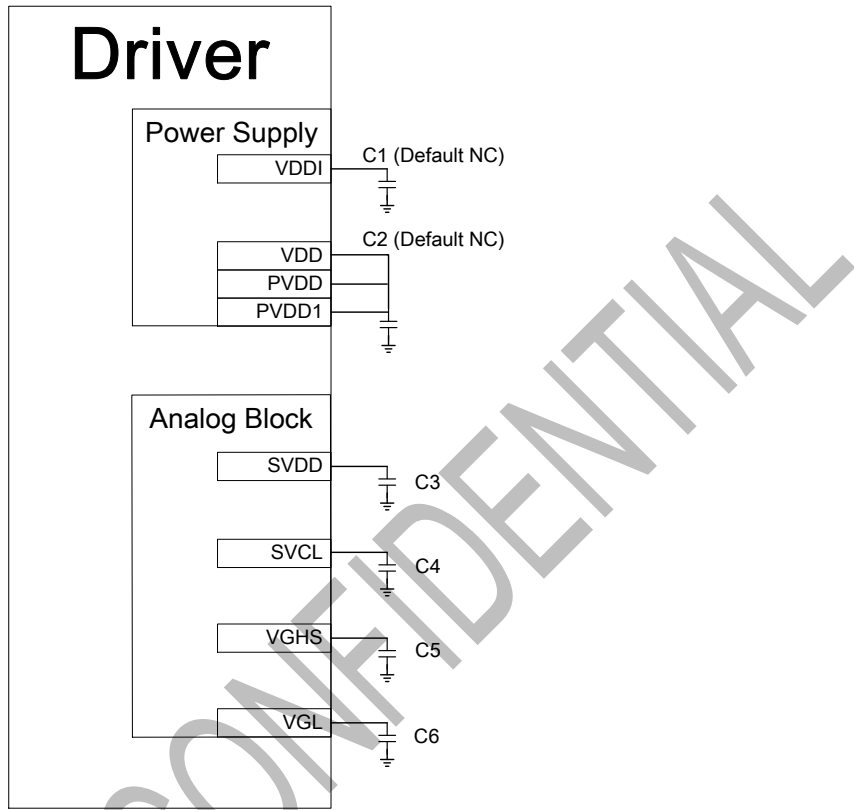 Driver
Power Supply
VDDI
C1 (Default NC)
VDD
C2 (Default NC)
PVDD
PVDD1
Analog Block
SVDD
C3
SVCL
C4
VGHS
C5
VGL
C6
CONFIDENTIAL